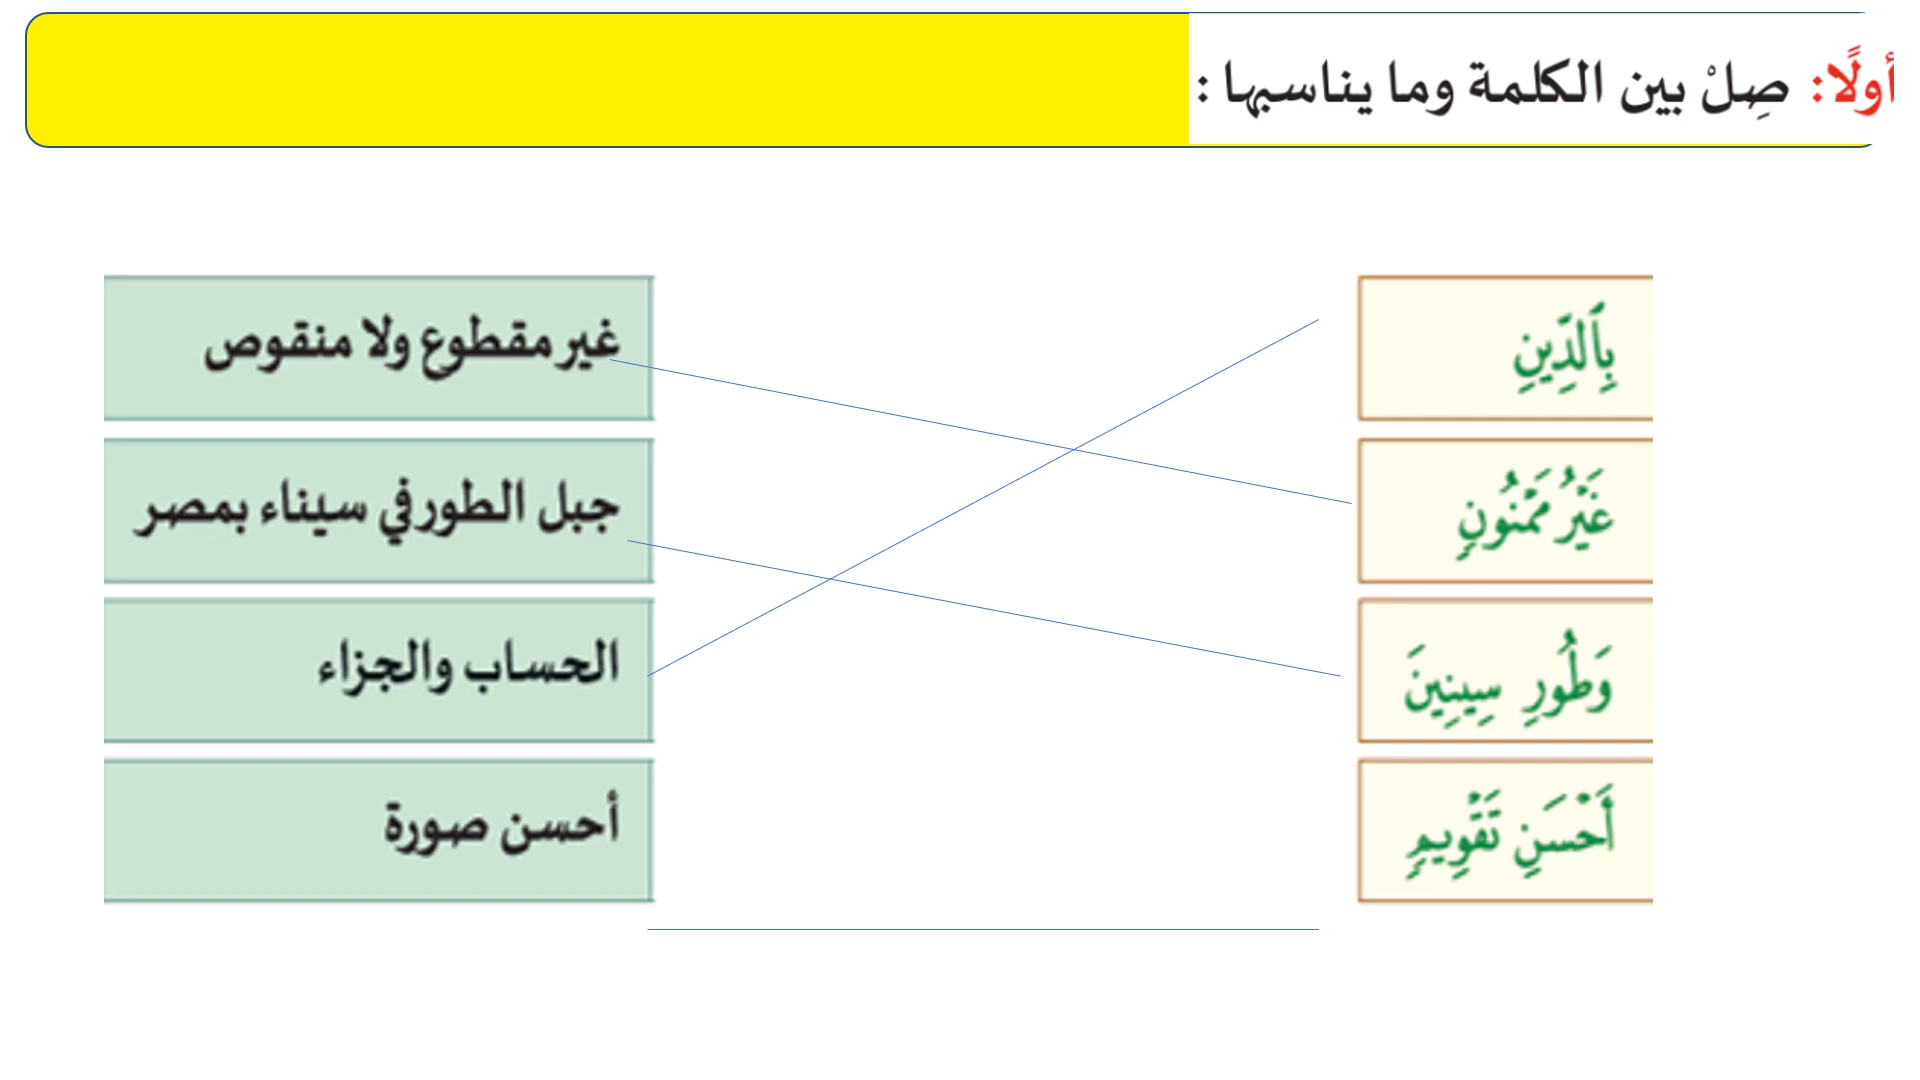 أولًا: صِلْ بين الكلمة وما يناسبها :
بِٱلدِّينِ
غير مقطوع ولا منقوص
غَيْرُ مَمْنُونٍ
جبل الطور في سيناء بمصر
وَطُورِ سِينِينَ
الحساب والجزاء
أَحْسَنِ تَقْوِيمٍ
أحسن صورة